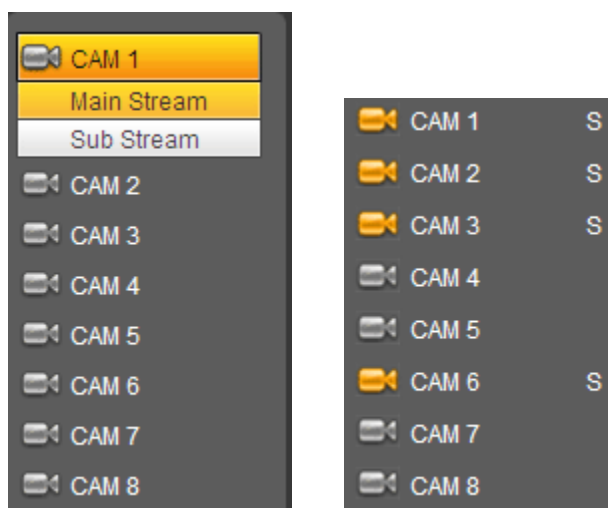 CAM 1
Main Stream
Sub Stream
CAM 2
CAM 3
CAM 4
CAM 5
CAM 6
CAM 7
CAM 8
CAM 1 S
CAM 2 S
CAM 3 S
CAM 4
CAM 5
CAM 6 S
CAM 7
CAM 8